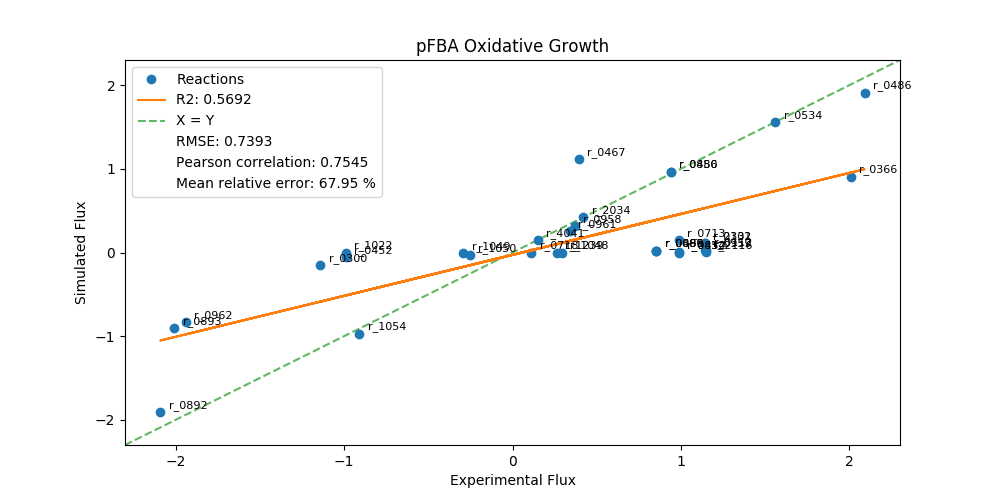 pFBA Oxidative Growth
Reactions
R2: 0.5692
X = Y
RMSE: 0.7393
Pearson correlation: 0.7545
Mean relative error: 67.95 %
r_0486
r_0534
r_0467
r_0366
r_2034
r_0958
r_0961
r_4041
r_0713
r_1022
r_0452
r_0300
r_1049
r_1050
r_0962
r_0893
r_1054
r_0892
2
1
0
−1
−2
Simulated Flux
−2
−1
0
1
2
Experimental Flux